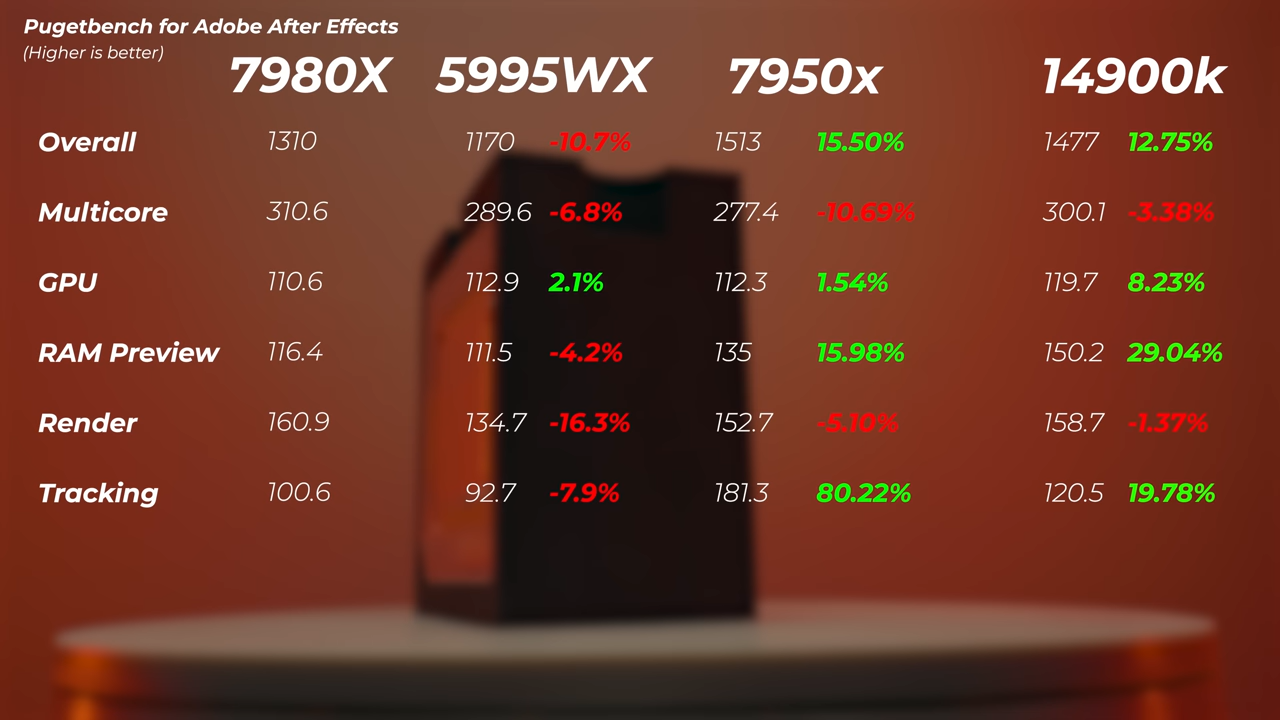 Pugetbench for Adobe After Effects
(Higher is better)
7980X 5995WX 7950x 14900k
Overall 1310 1170 -10.7% 1513 15.50% 1477 12.75%
Multicore 310.6 289.6 -6.8% 277.4 -10.69% 300.1 -3.38%
GPU 110.6 112.9 2.1% 112.3 1.54% 119.7 8.23%
RAM Preview 116.4 111.5 -4.2% 135 15.98% 150.2 29.04%
Render 160.9 134.7 -16.3% 152.7 -5.10% 158.7 -1.37%
Tracking 100.6 92.7 -7.9% 181.3 80.22% 120.5 19.78%